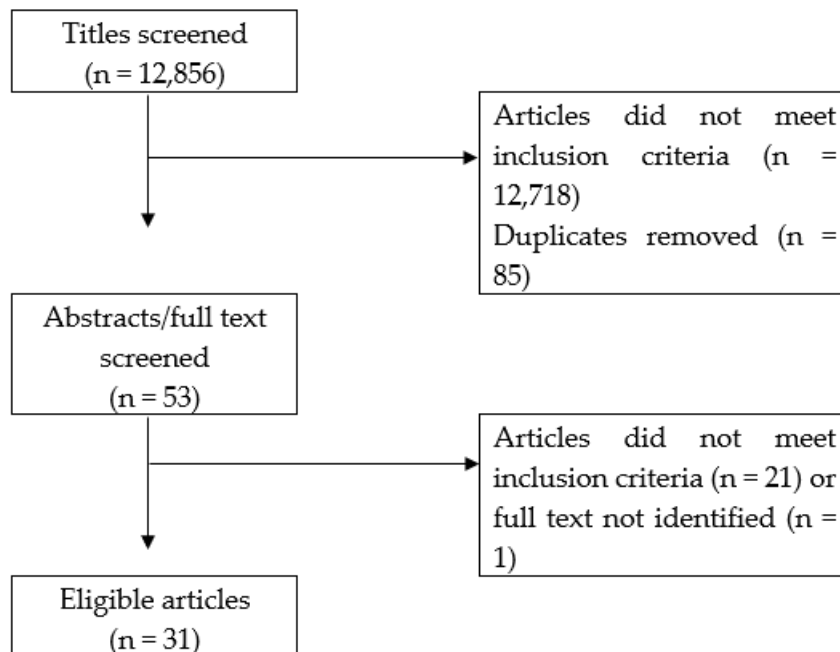 Titles screened
(n = 12,856)
Articles did not meet
inclusion criteria (n =
12,718)
Duplicates removed (n =
85)
Abstracts/full text
screened
(n = 53)
Articles did not meet
inclusion criteria (n = 21) or
full text not identified (n =
1)
Eligible articles
(n = 31)